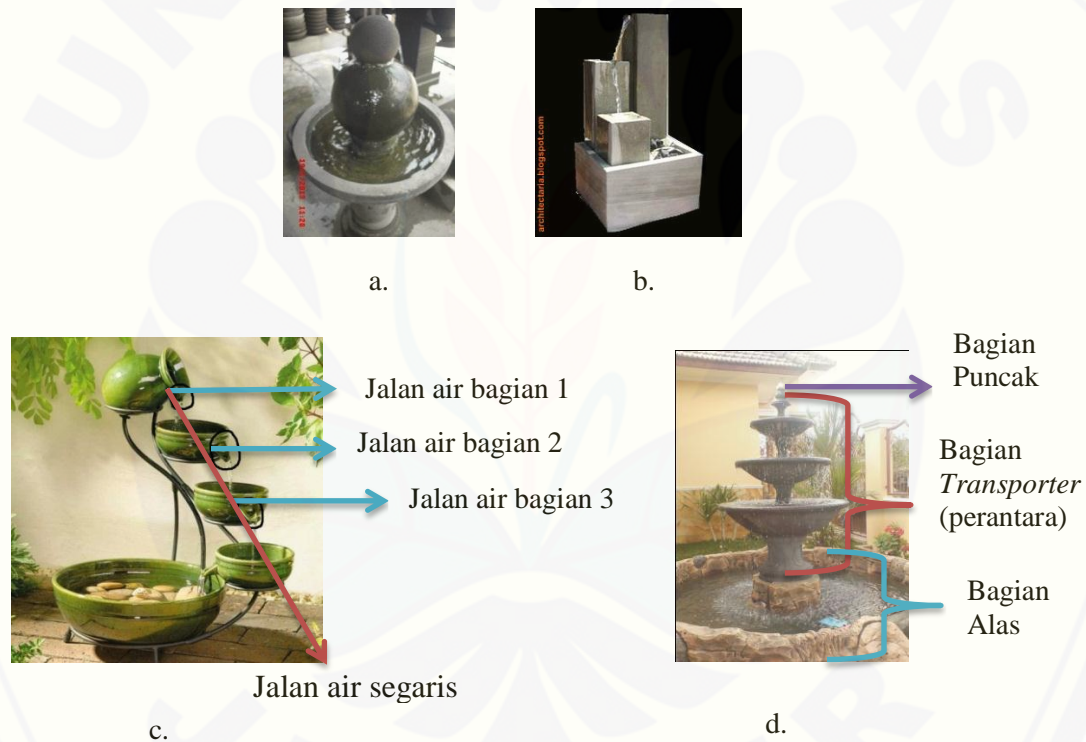 architectaria.blogspot.com
a.
b.
Jalan air bagian 1
Jalan air bagian 2
Jalan air bagian 3
Jalan air segaris
c.
Bagian
Puncak
Bagian
Transporter
(perantara)
Bagian
Alas
d.